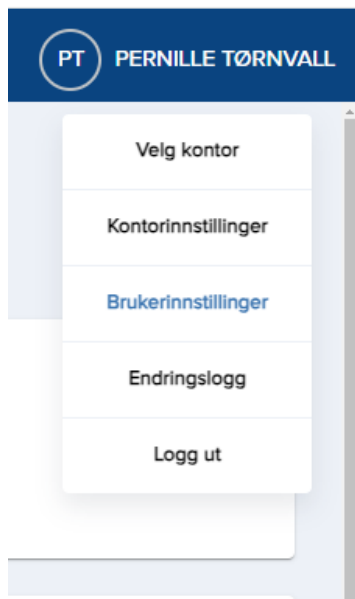 PT PERNILLE TØRNVALL
Velg kontor
Kontorinnstillinger
Brukerinnstillinger
Endringslogg
Logg ut